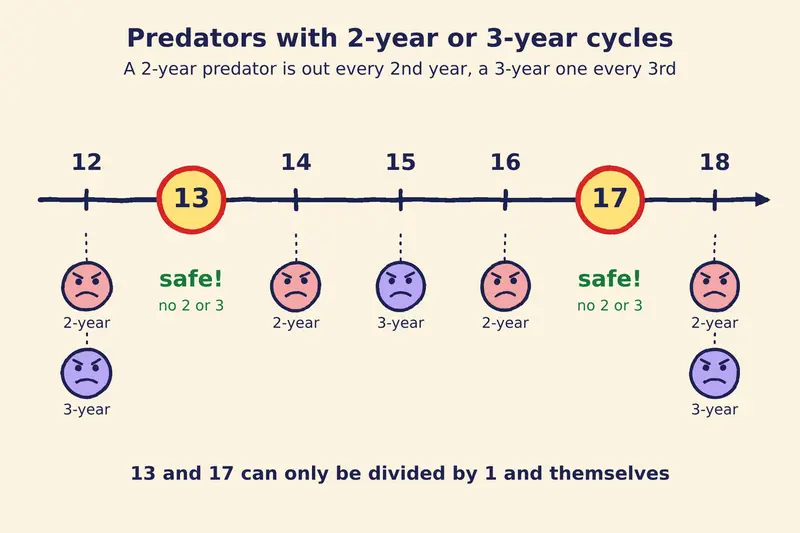 Predators with 2-year or 3-year cycles
A 2-year predator is out every 2nd year, a 3-year one every 3rd
12 13 14 15 16 17 18
safe! safe!
no 2 or 3 no 2 or 3
2-year 2-year 3-year 2-year 2-year
3-year 3-year
13 and 17 can only be divided by 1 and themselves